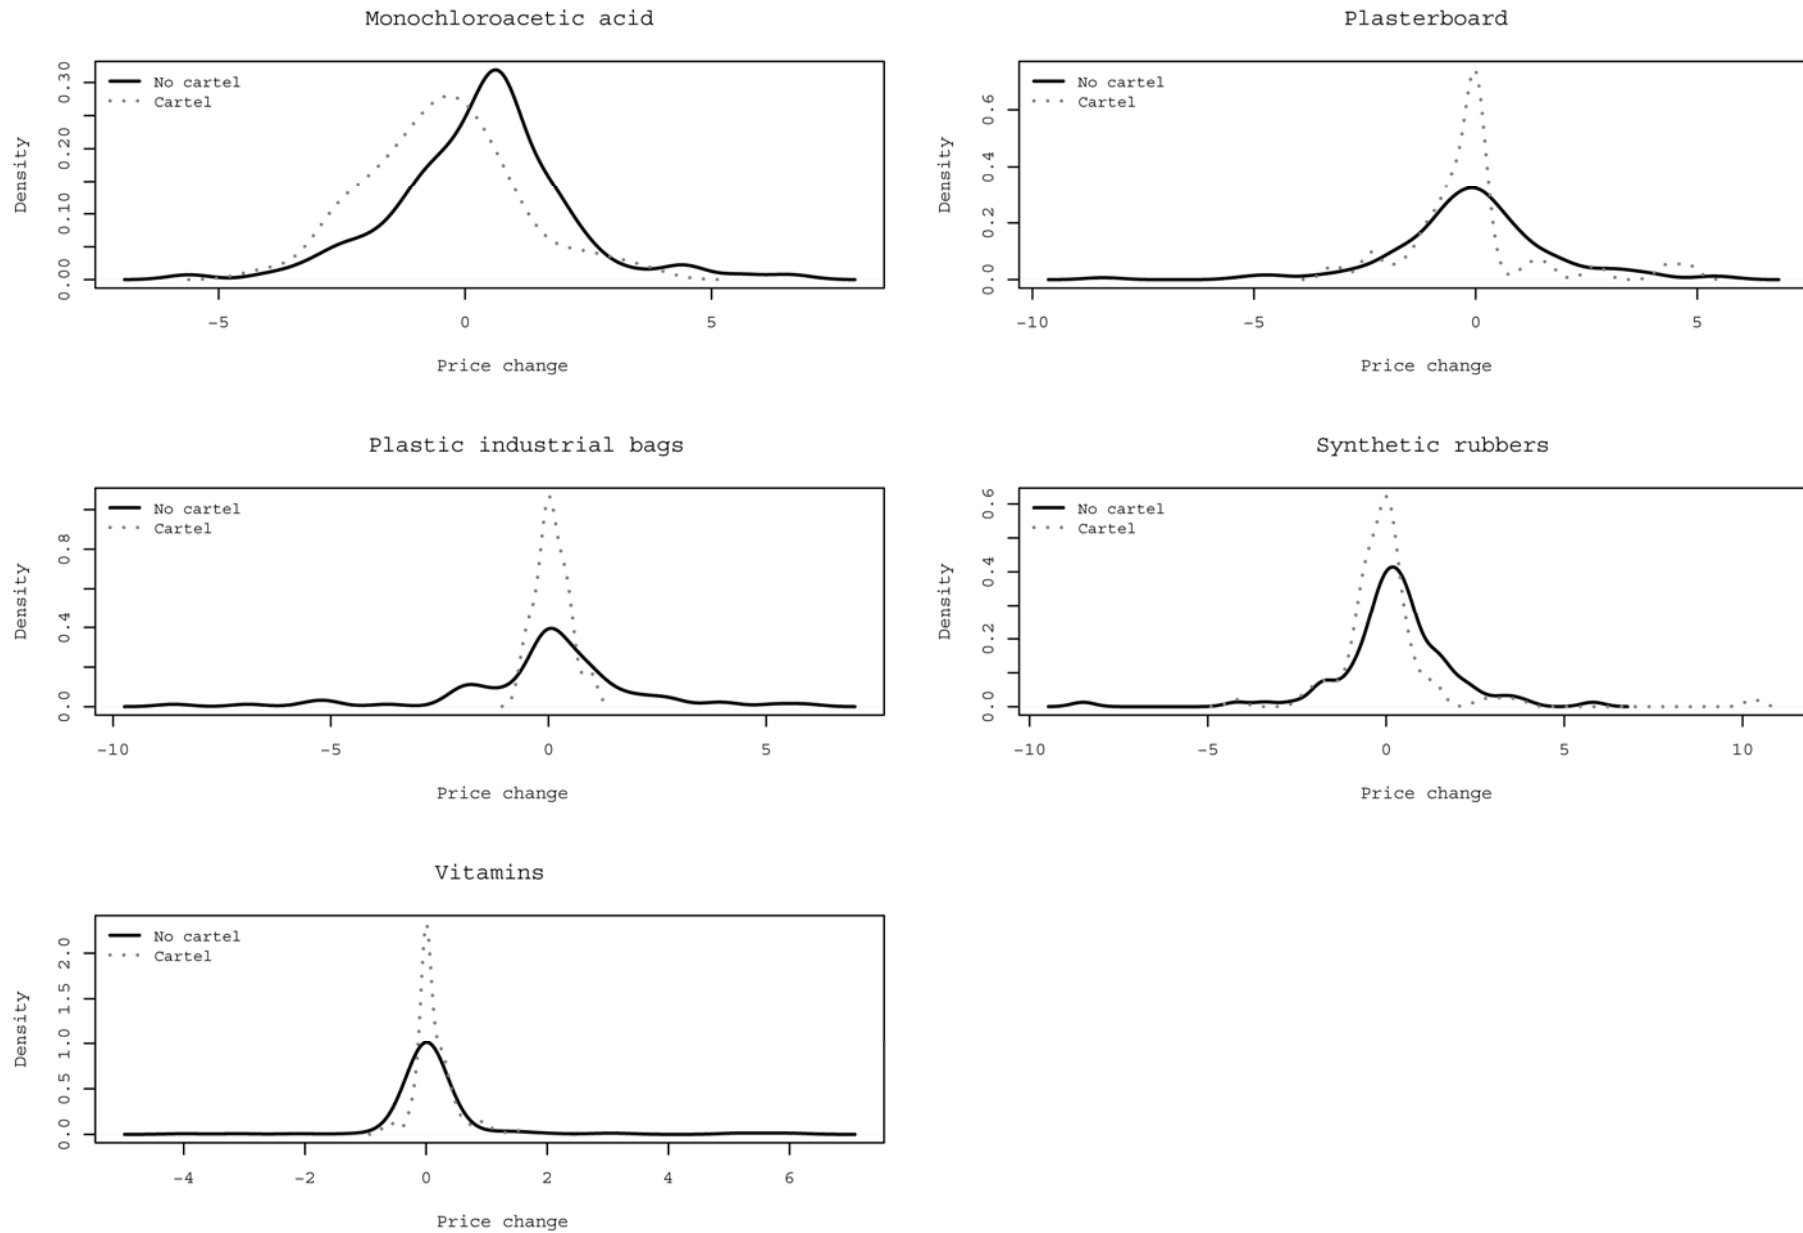 Monochloroacetic acid
No cartel
Cartel
Density
0.00 0.10 0.20 0.30
-5 0 5
Price change
Plasterboard
No cartel
Cartel
Density
0.0 0.2 0.4 0.6
-10 -5 0 5
Price change
Plastic industrial bags
No cartel
Cartel
Density
0.0 0.4 0.8
-10 -5 0 5
Price change
Synthetic rubbers
No cartel
Cartel
Density
0.0 0.2 0.4 0.6
-10 -5 0 5 10
Price change
Vitamins
No cartel
Cartel
Density
0.0 0.5 1.0 1.5 2.0
-4 -2 0 2 4 6
Price change